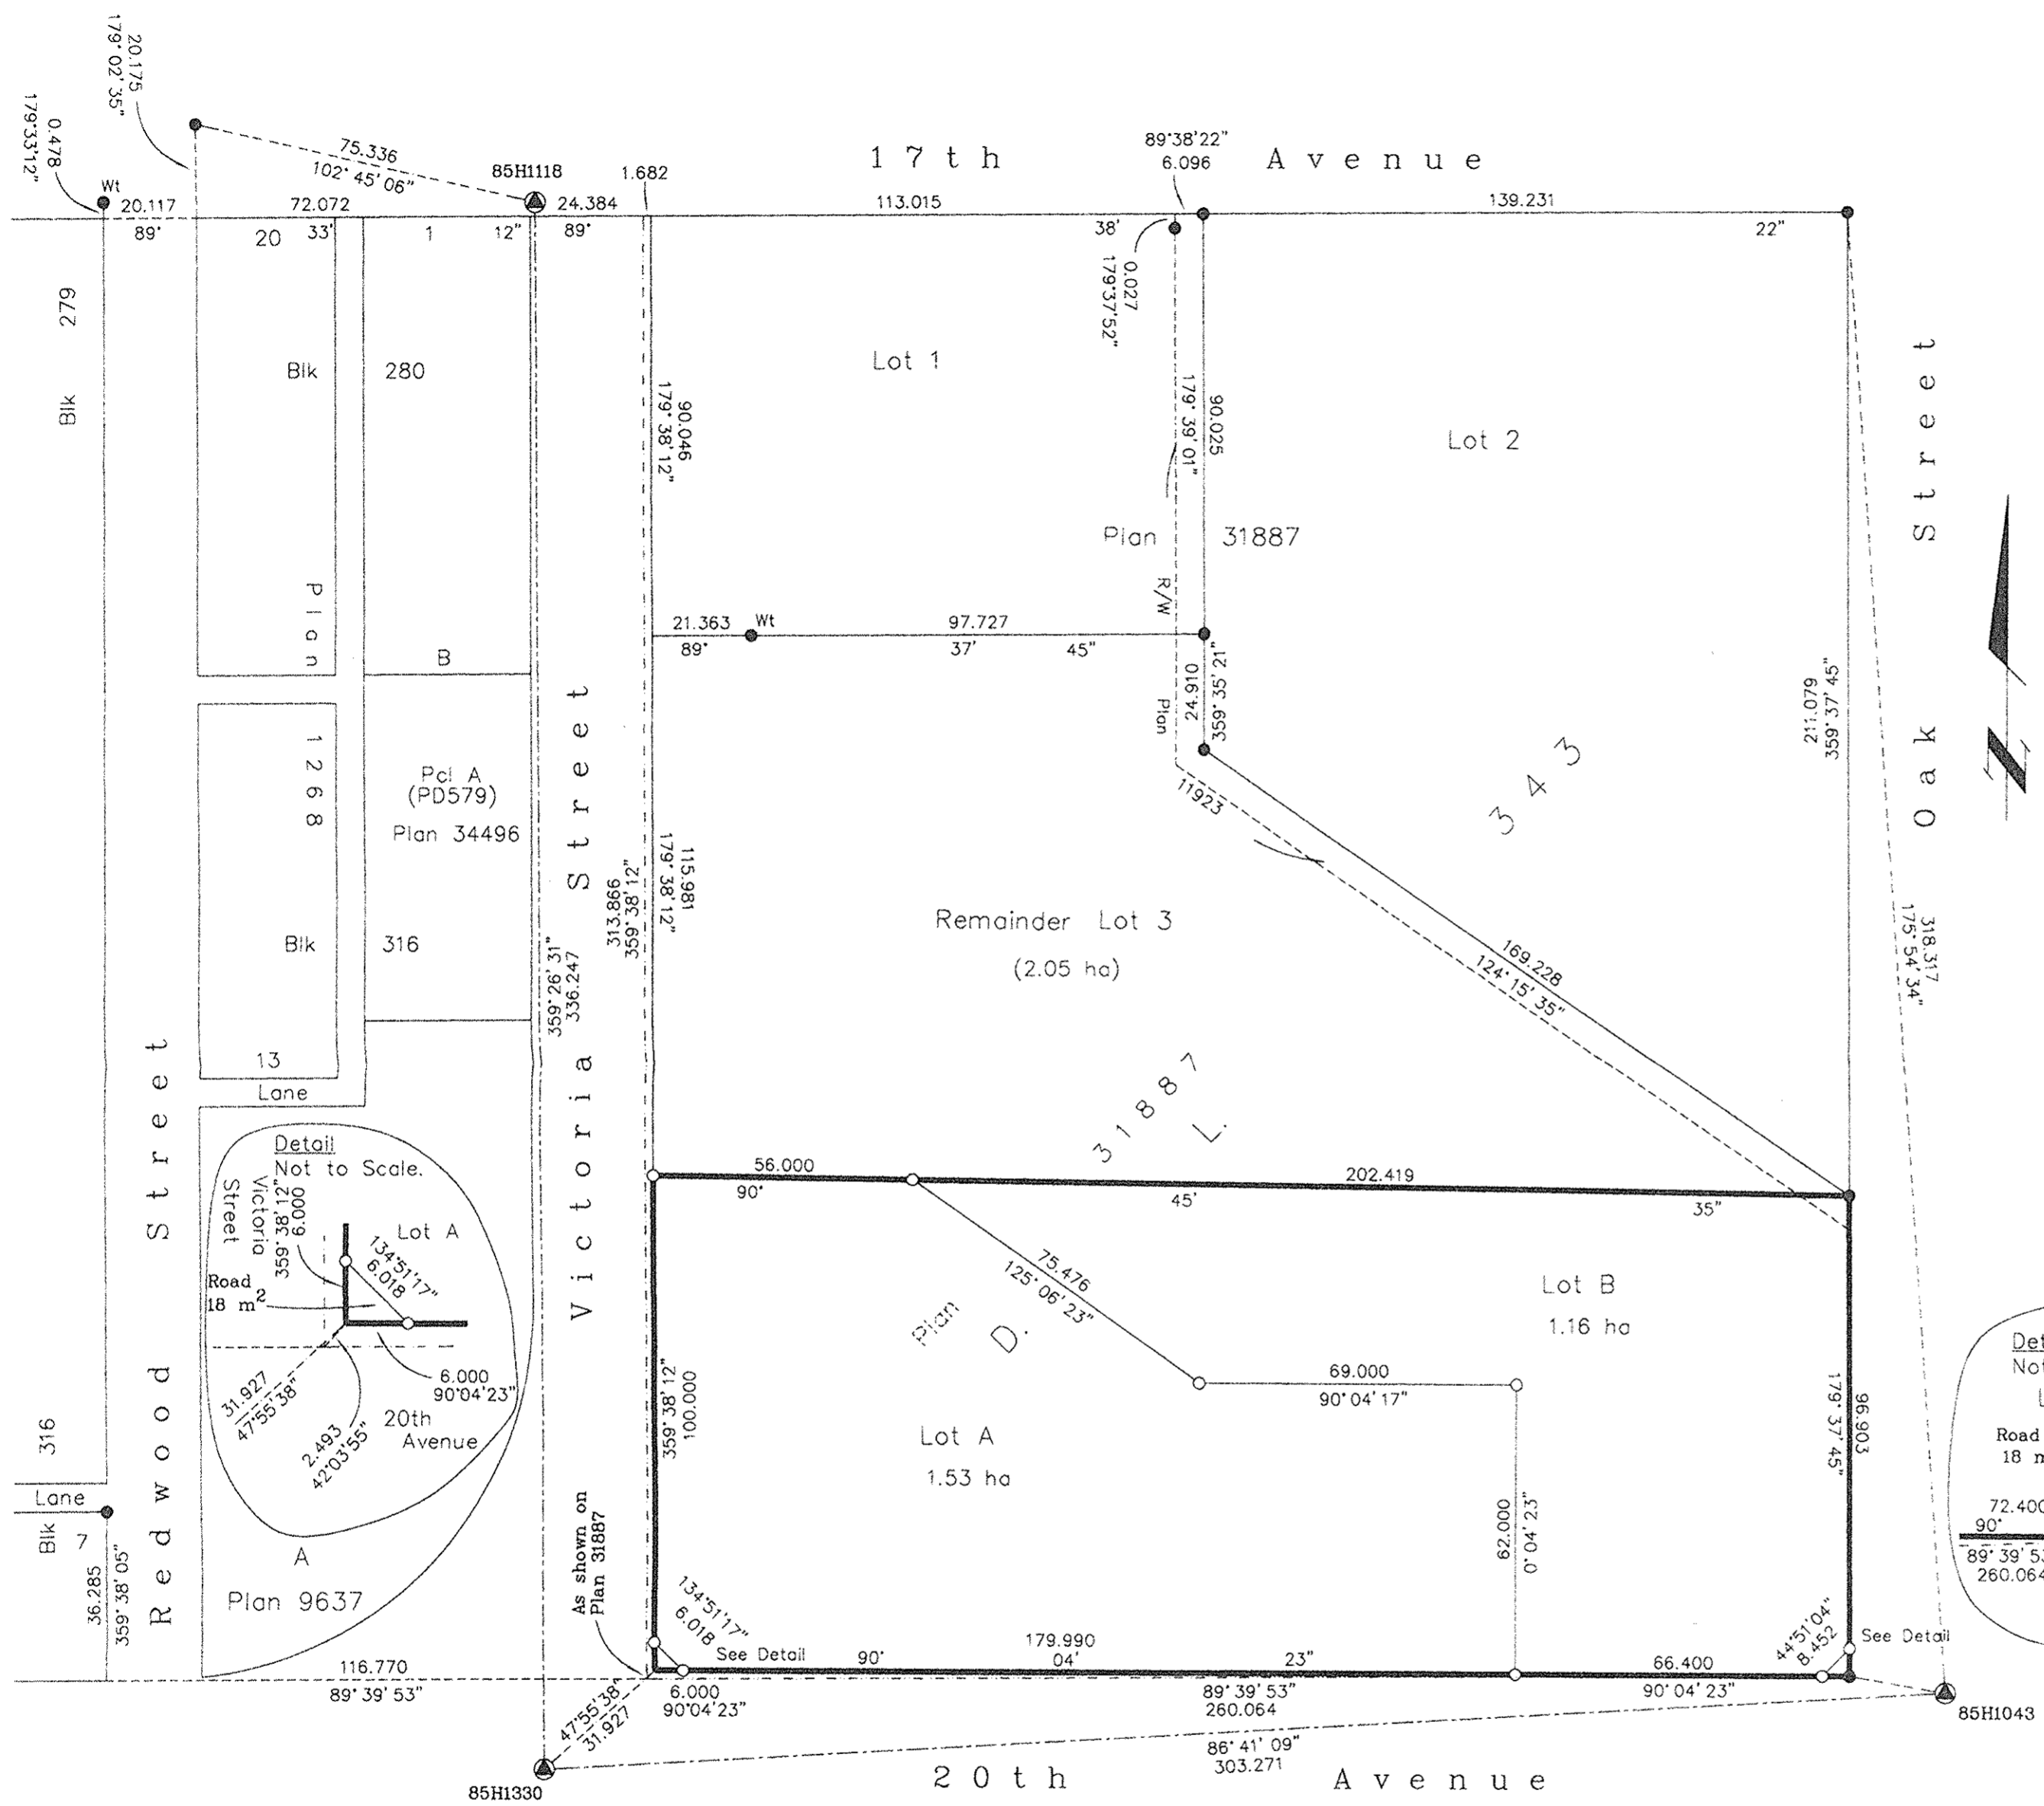 20.175
179° 02' 35"
0.478
179°33'12"
Wt
75.336
102° 45' 06"
85H1118
1.682
17th Avenue
89°38'22"
6.096
20.117
72.072
24.384
113.015
139.231
89°
20
33'
1
12"
89°
38'
22"
0.027
179°37'52"
Blk 279
Blk 280
Lot 1
Lot 2
90.046
179° 38' 12"
179° 39' 01"
90.025
Plan 31887
R/W
Plan
11923
Oak Street
Plan 1268
B
21.363
Wt
97.727
89°
37'
45"
24.910
359° 35' 21"
211.079
359° 37' 45"
N
Pcl A
(PD579)
Plan 34496
343
Victoria Street
313.866
359° 38' 12"
115.981
179° 38' 12"
Blk 316
Remainder Lot 3
(2.05 ha)
169.228
124° 15' 35"
318.317
175° 54' 34"
359° 26' 31"
336.247
13
Lane
Redwood Street
Detail
Not to Scale.
Victoria
Street
359° 38' 12"
6.000
Lot A
134°51'17"
6.018
Road
18 m2
6.000
90°04'23"
31.927
47°55'38"
2.493
42°03'55"
20th
Avenue
31887
L.
Plan
D.
56.000
202.419
90°
45'
35"
75.476
125° 06' 23"
Lot B
1.16 ha
69.000
90° 04' 17"
359° 38' 12"
100.000
Lot A
1.53 ha
62.000
0° 04' 23"
96.903
179° 37' 45"
Det
Not
L
Road
18 m
72.400
90°
89° 39' 53
260.064
316
Lane
Blk 7
36.285
359° 38' 05"
A
Plan 9637
As shown on
Plan 31887
134°51'17"
6.018
See Detail
179.990
90°
04'
23"
66.400
90° 04'23"
44°51'04"
8.452
See Detail
116.770
89° 39' 53"
6.000
90°04'23"
89° 39' 53"
260.064
47°55'38"
31.927
86° 41' 09"
303.271
85H1043
85H1330
20th Avenue